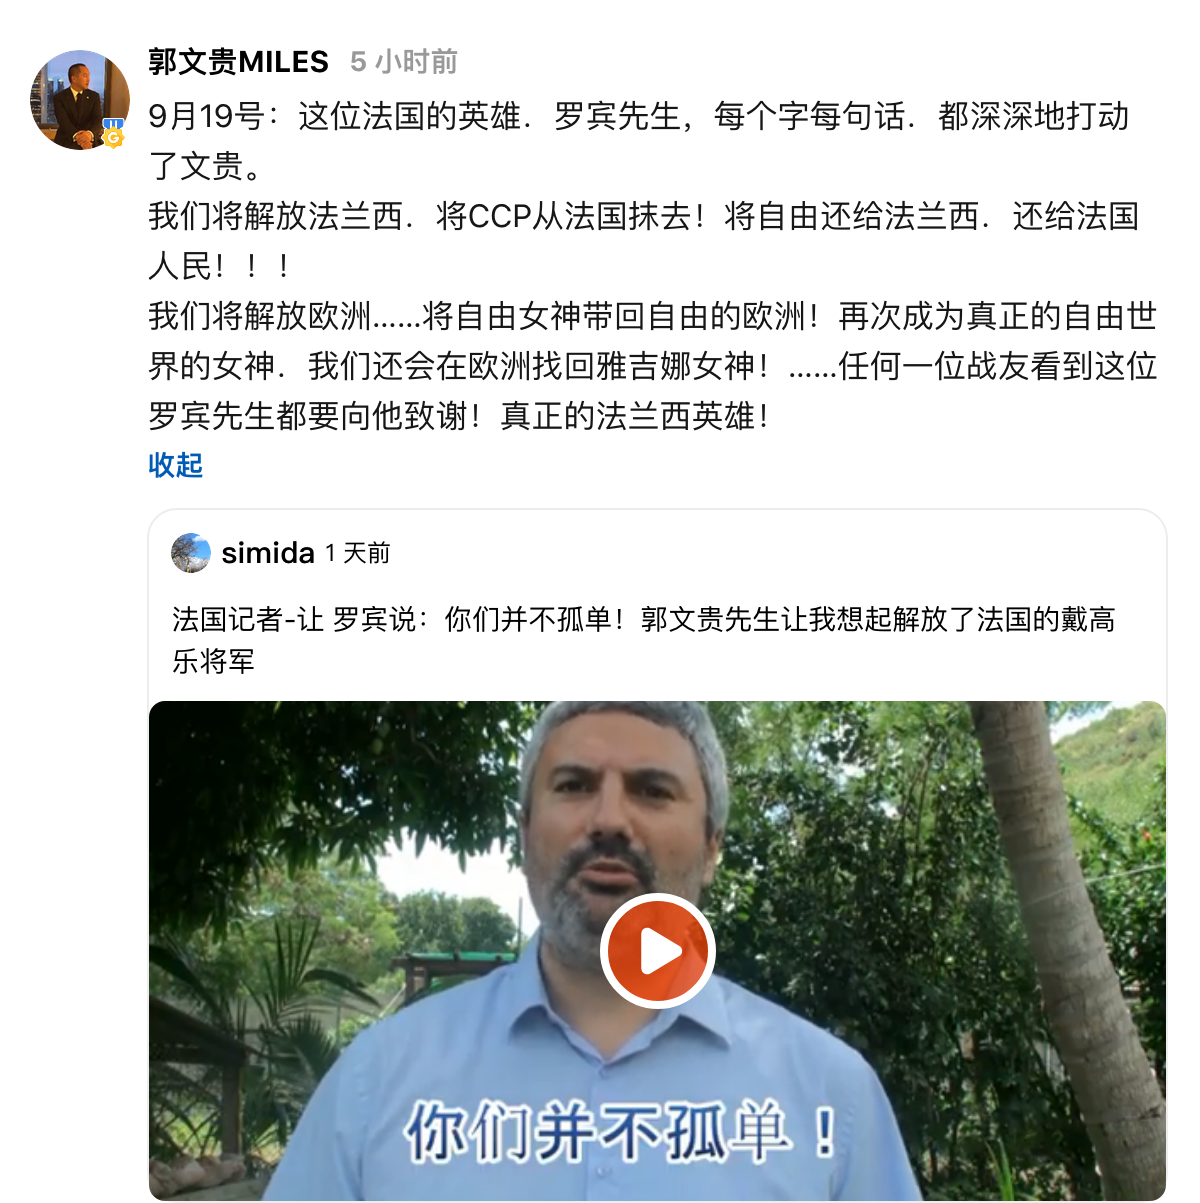 郭文贵MILES 5 小时前
9月19号：这位法国的英雄．罗宾先生，每个字每句话．都深深地打动
了文贵。
我们将解放法兰西．将CCP从法国抹去！将自由还给法兰西．还给法国
人民！！！
我们将解放欧洲……将自由女神带回自由的欧洲！再次成为真正的自由世
界的女神．我们还会在欧洲找回雅吉娜女神！……任何一位战友看到这位
罗宾先生都要向他致谢！真正的法兰西英雄！
收起
simida 1 天前
法国记者-让 罗宾说：你们并不孤单！郭文贵先生让我想起解放了法国的戴高
乐将军
你们并不孤单！